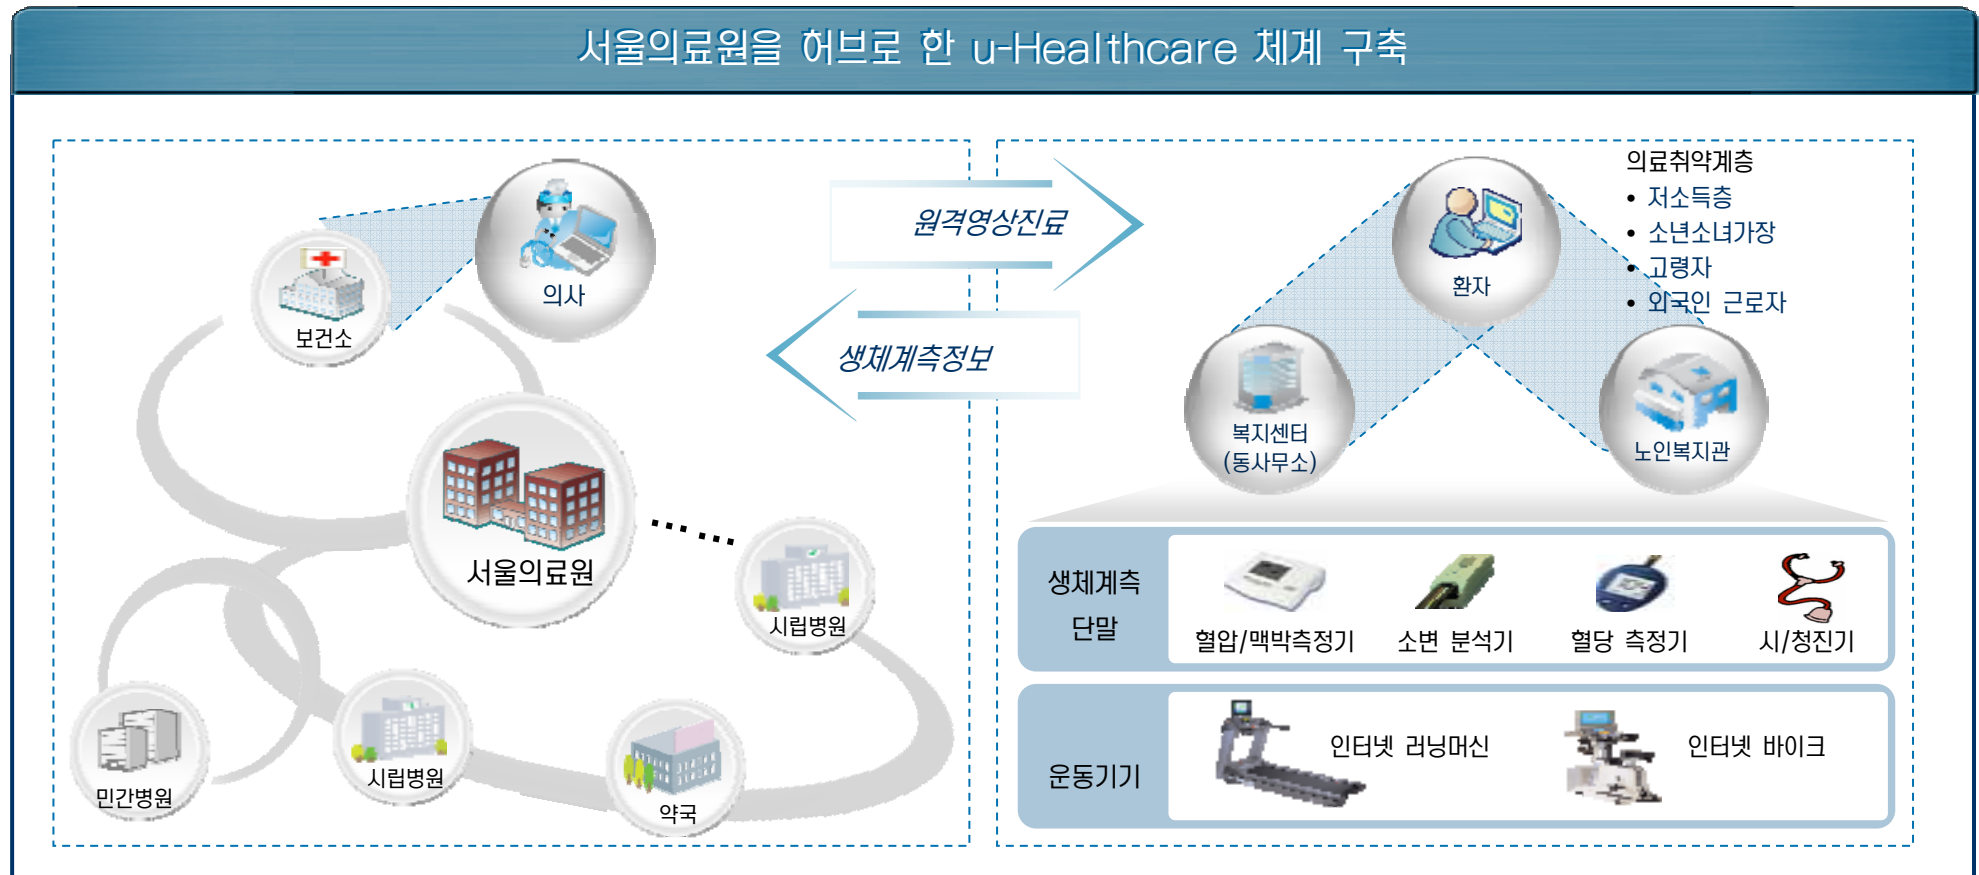 서울의료원을 허브로 한 u-Healthcare 체계 구축
의사
보건소
서울의료원
시립병원
민간병원
시립병원
약국
원격영상진료
생체계측정보
환자
의료취약계층
• 저소득층
• 소년소녀가장
• 고령자
• 외국인 근로자
복지센터
(동사무소)
노인복지관
생체계측
단말
혈압/맥박측정기
소변 분석기
혈당 측정기
시/청진기
운동기기
인터넷 러닝머신
인터넷 바이크